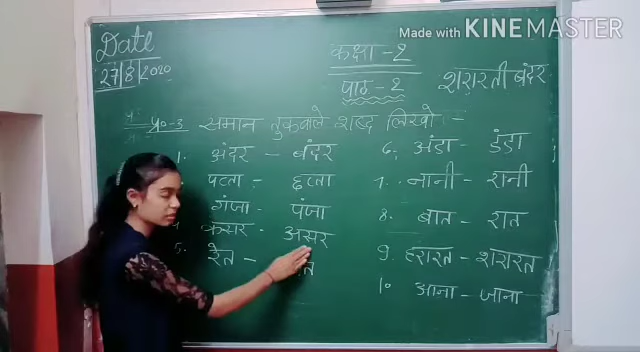 Made with KINEMASTER
Date
27/8/2020
कक्षा - 2
पाठ - 2
शरारती बंदर
प्र०-3 समान तुकवाले शब्द लिखो -
1. अंदर - बंदर
पत्ता - छत्ता
गंजा - पंजा
कसर - असर
5. रेत -
6. अंडा - डंडा
7. नानी - रानी
8. बात - रात
9. हरारत - शरारत
10. आना - जाना